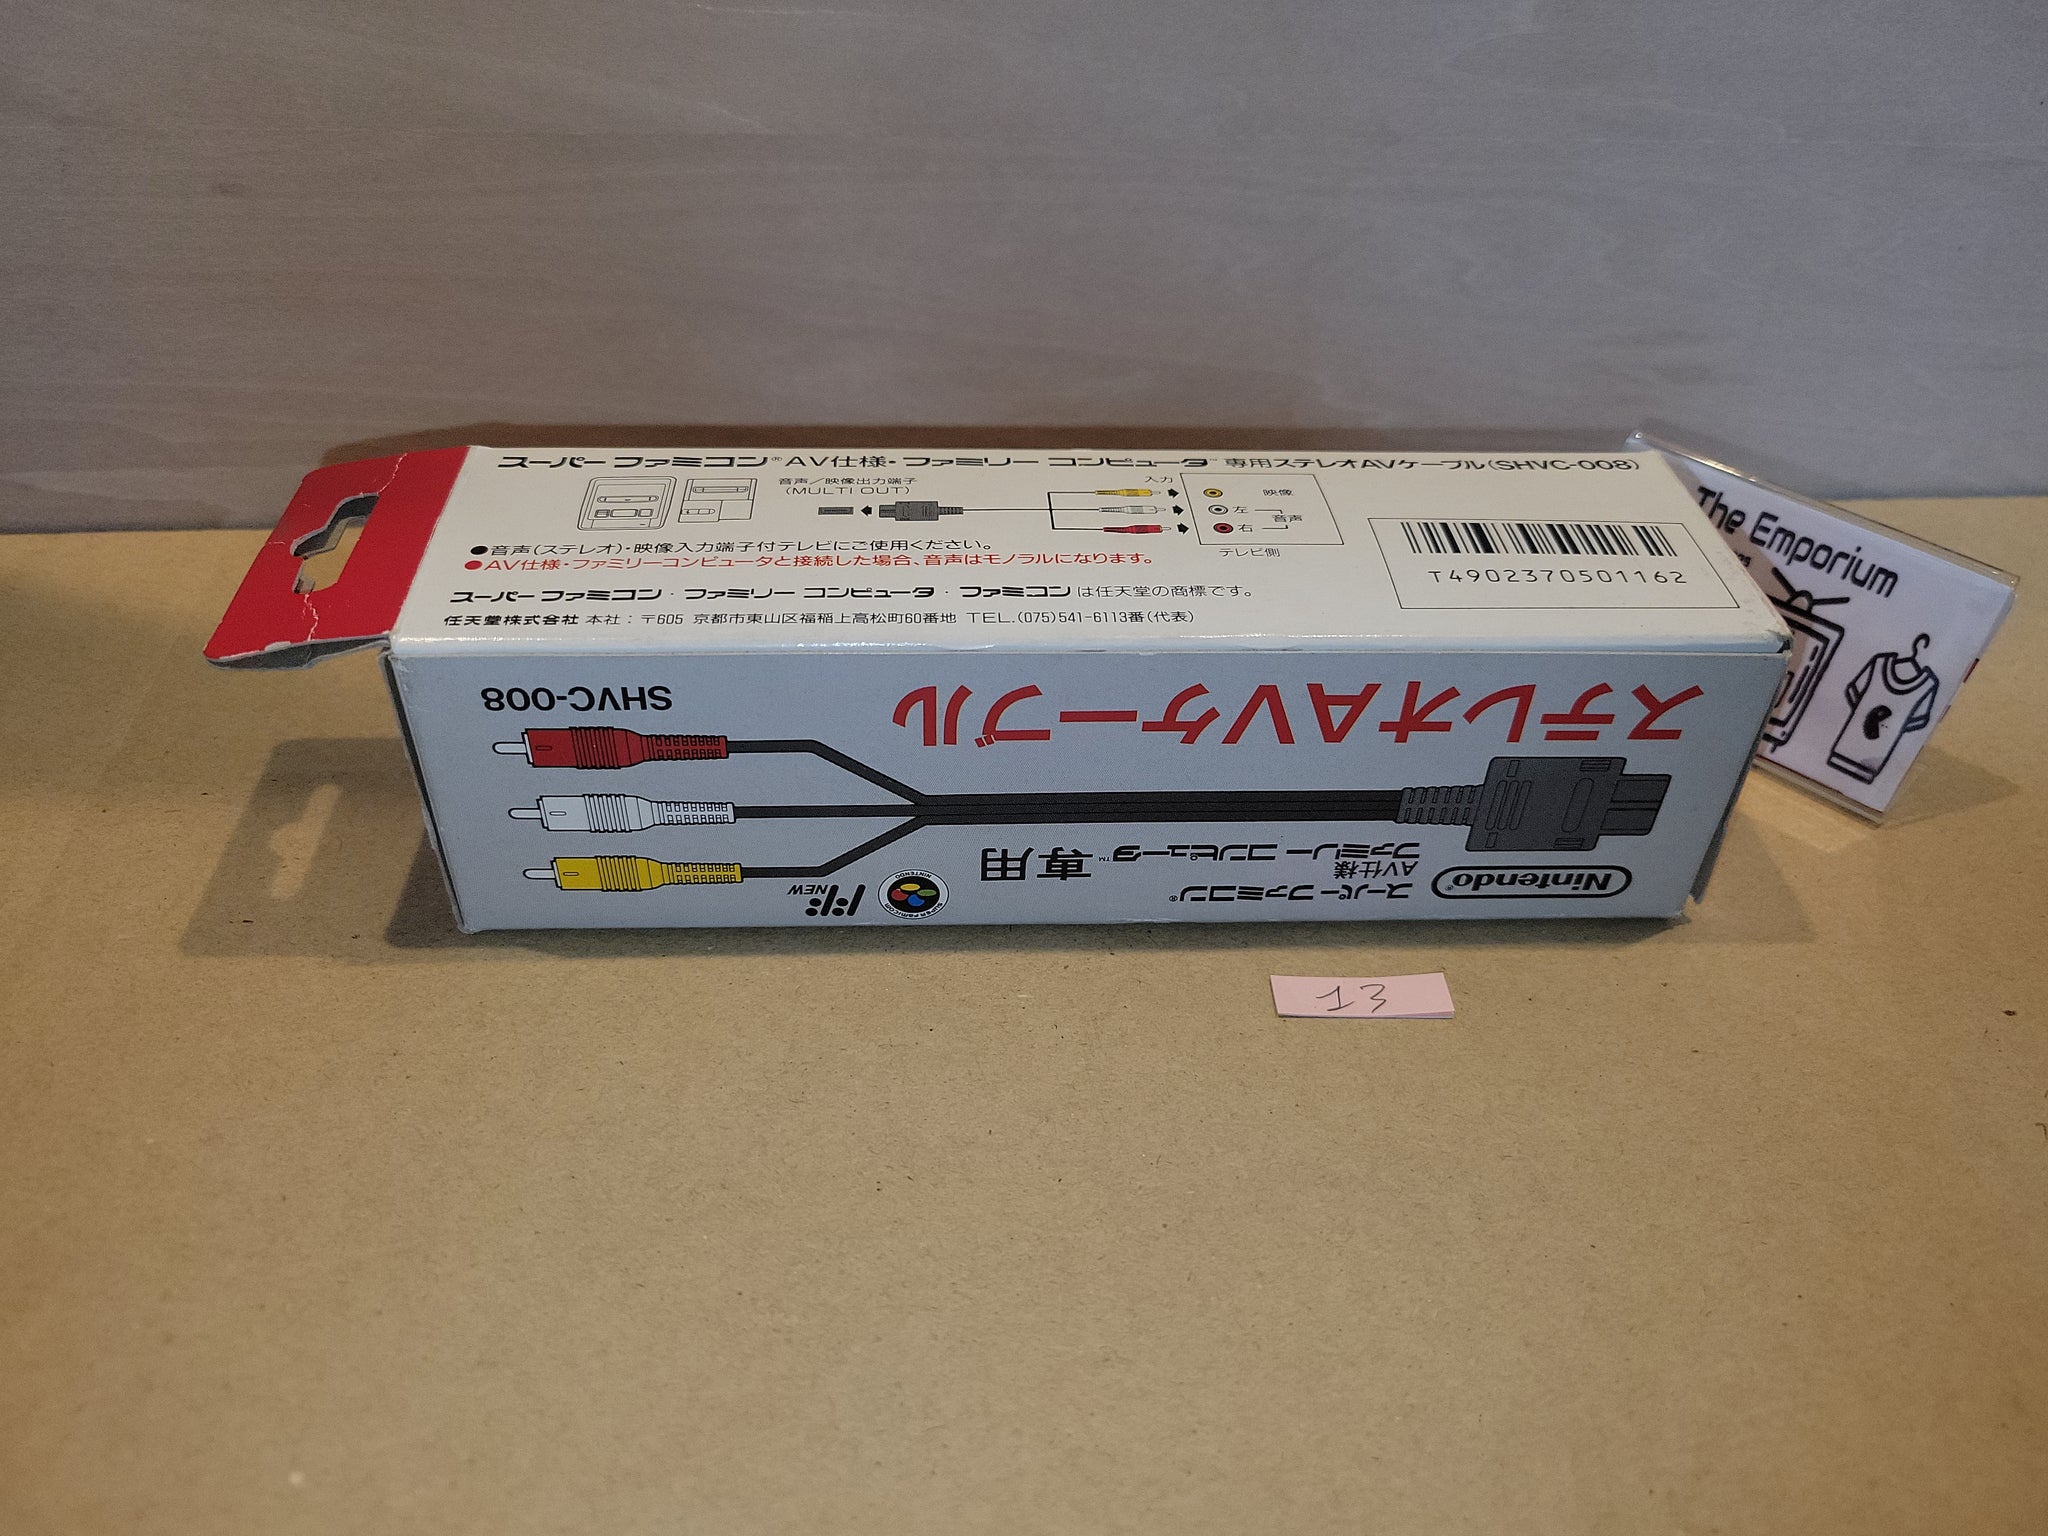 スーパー ファミコン® AV仕様・ファミリー コンピュータ™ 専用ステレオAVケーブル(SHVC-008)
音声／映像出力端子
(MULTI OUT)
入力
映像
左
音声
右
テレビ側
●音声(ステレオ)・映像入力端子付テレビにご使用ください。
●AV仕様・ファミリーコンピュータと接続した場合、音声はモノラルになります。
スーパー ファミコン・ファミリー コンピュータ・ファミコンは任天堂の商標です。
任天堂株式会社 本社：〒605 京都市東山区福稲上高松町60番地 TEL.(075)541-6113番(代表)
T4902370501162
Nintendo®
スーパー ファミコン®
AV仕様
ファミリー コンピュータ™
専用
SUPER FAMICOM
NINTENDO
NEW
ステレオAVケーブル
SHVC-008
The Emporium
13